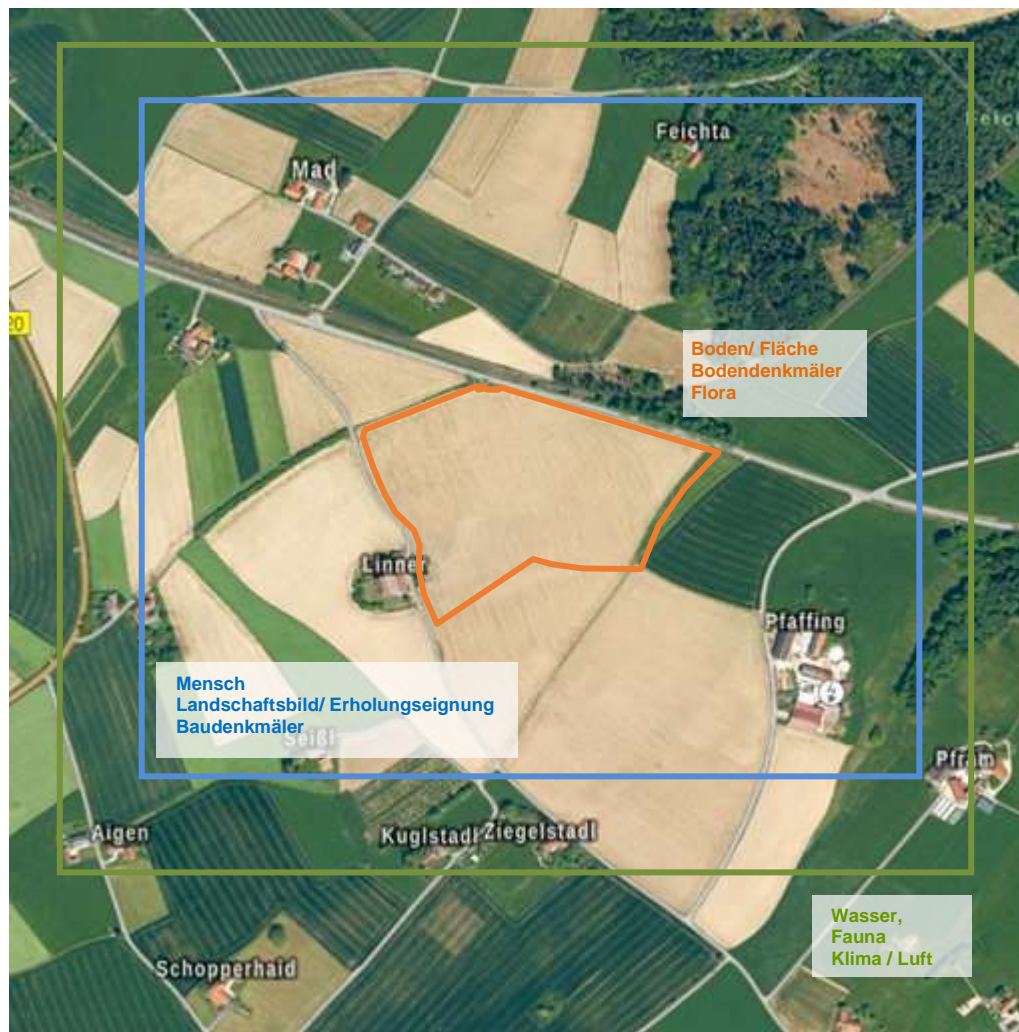 Feichta
Mad
20
Boden/ Fläche
Bodendenkmäler
Flora
Linner
Pfaffing
Mensch
Landschaftsbild/ Erholungseignung
Baudenkmäler
Seißl
Pfram
Aigen
Kuglstadl
Ziegelstadl
Wasser,
Fauna
Klima / Luft
Schopperhaid